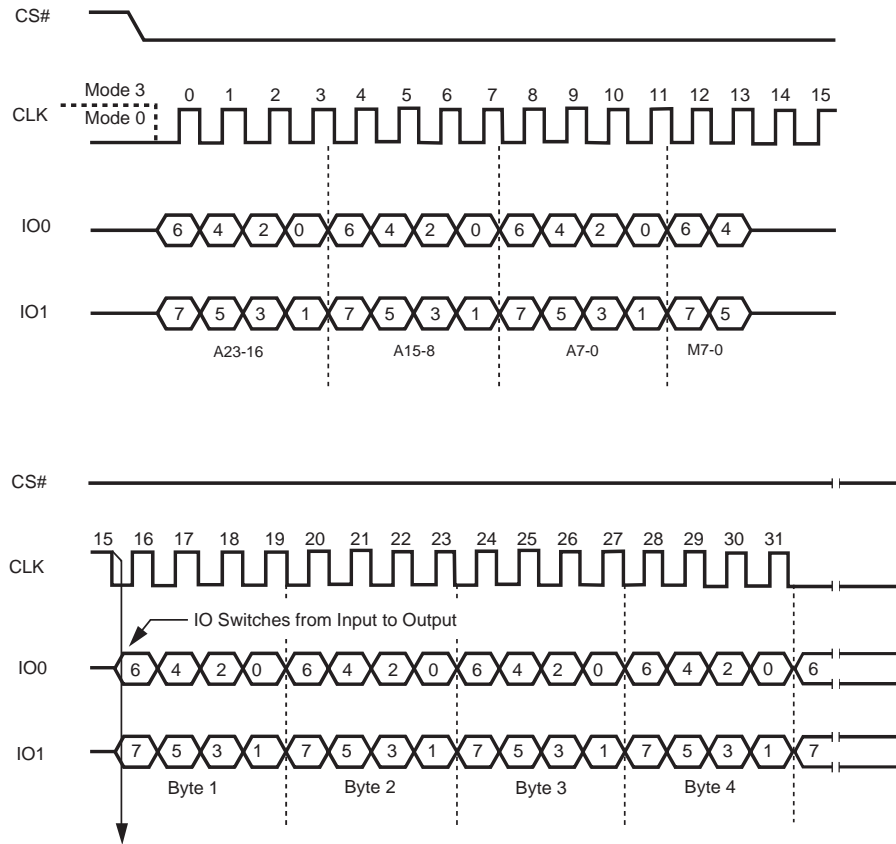 CS#
Mode 3
CLK
Mode 0
0 1 2 3 4 5 6 7 8 9 10 11 12 13 14 15
IO0
6 4 2 0 6 4 2 0 6 4 2 0 6 4
IO1
7 5 3 1 7 5 3 1 7 5 3 1 7 5
A23-16 A15-8 A7-0 M7-0
CS#
15 16 17 18 19 20 21 22 23 24 25 26 27 28 29 30 31
CLK
IO Switches from Input to Output
IO0
6 4 2 0 6 4 2 0 6 4 2 0 6 4 2 0 6
IO1
7 5 3 1 7 5 3 1 7 5 3 1 7 5 3 1 7
Byte 1 Byte 2 Byte 3 Byte 4